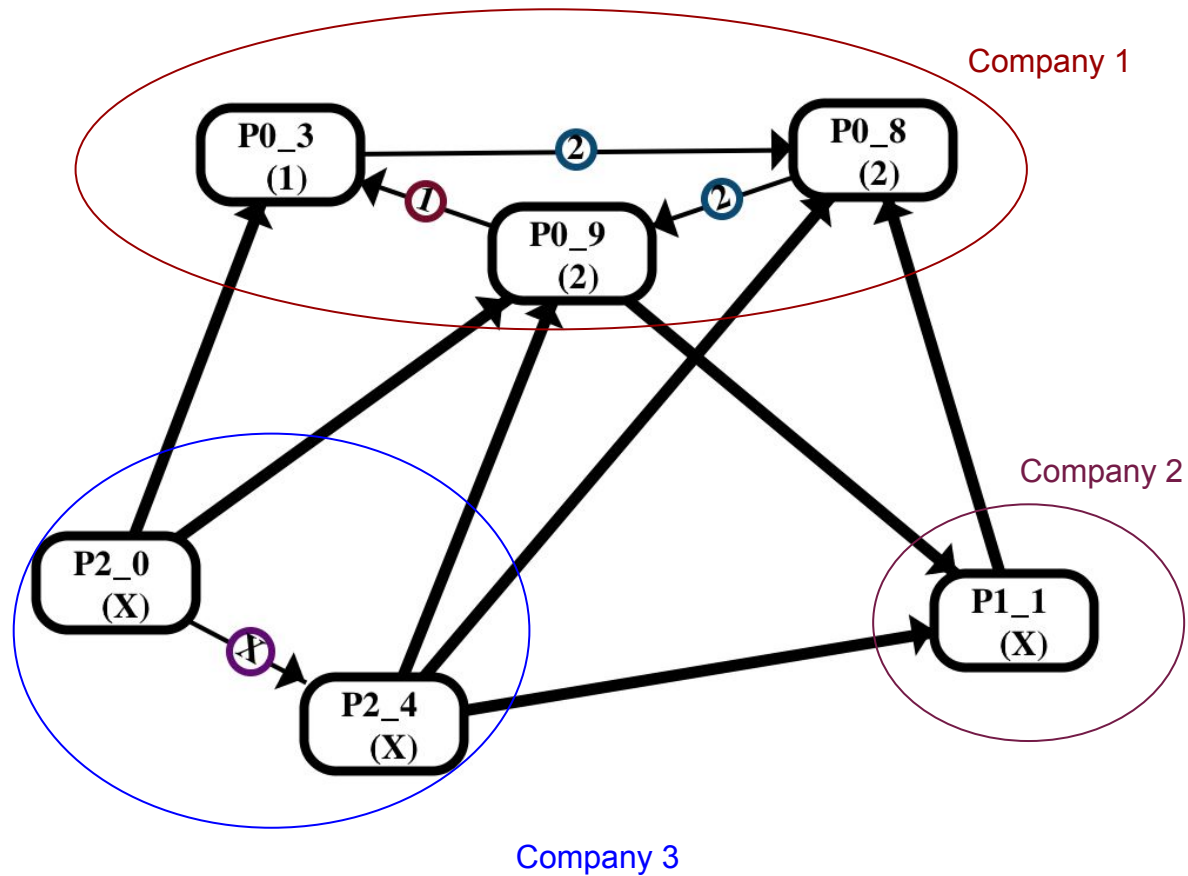 Company 1
P0_3
(1)
2
P0_8
(2)
1
2
P0_9
(2)
Company 2
P2_0
(X)
X
P1_1
(X)
P2_4
(X)
Company 3